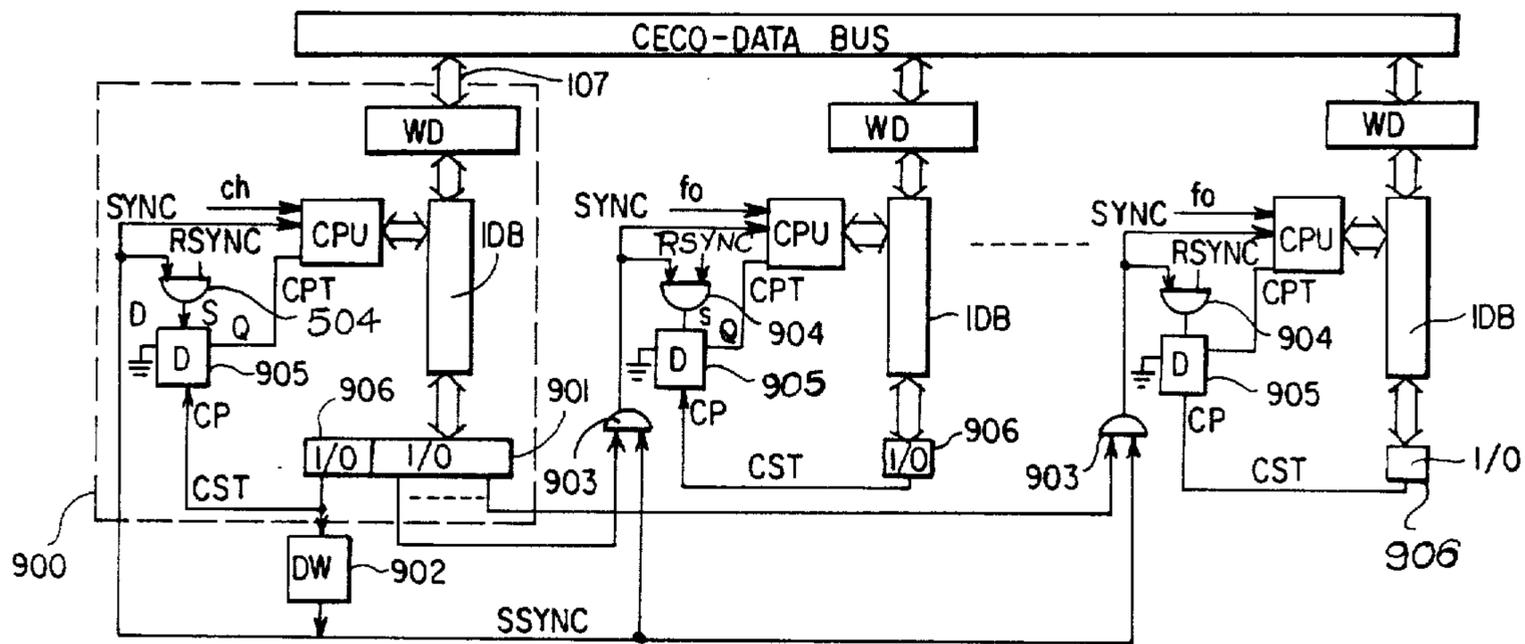 CECO-DATA BUS
107
WD
WD
WD
ch
SYNC
RSYNC
CPU
IDB
CPT
D
S
Q
504
D
905
CP
906
901
I/O
I/O
CST
900
DW
902
SSYNC
fo
SYNC
RSYNC
CPU
CPT
S
Q
904
D
905
CP
IDB
903
906
I/O
CST
fo
SYNC
RSYNC
CPU
CPT
904
D
905
CP
IDB
903
I/O
CST
906